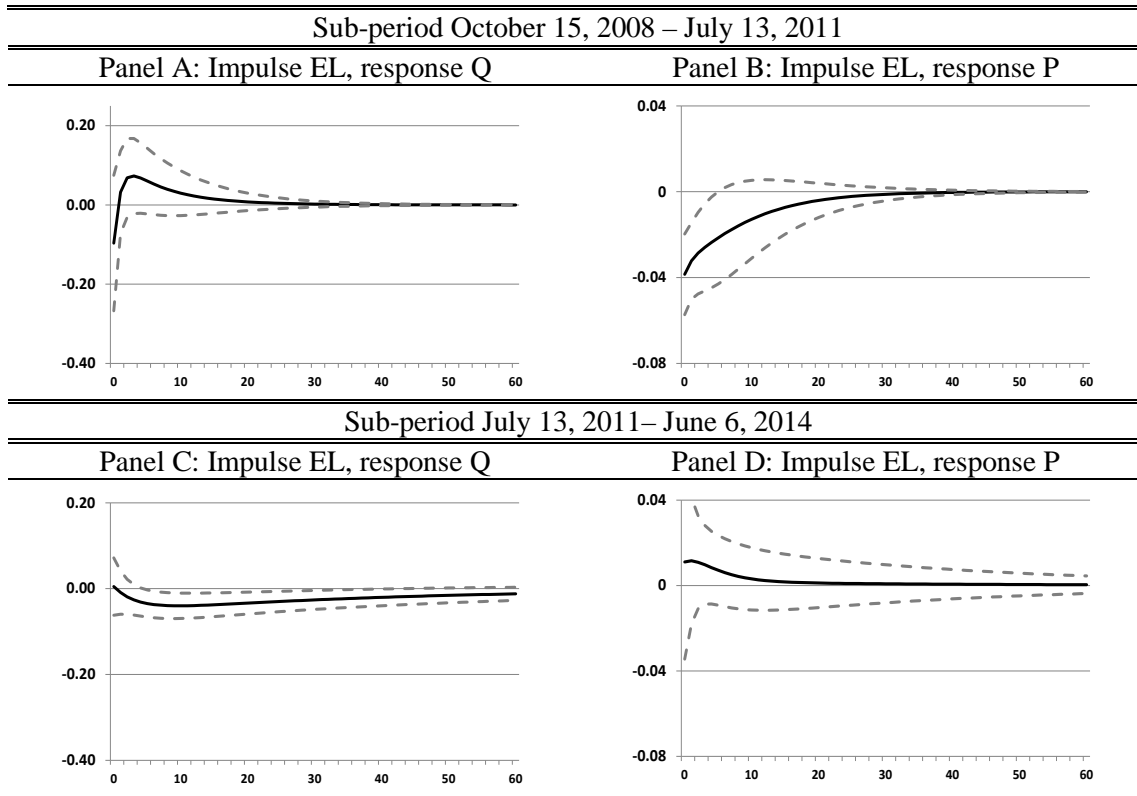 Sub-period October 15, 2008 – July 13, 2011
Panel A: Impulse EL, response Q
Panel B: Impulse EL, response P
0.20
0.00
-0.20
-0.40
0 10 20 30 40 50 60
0.04
0
-0.04
-0.08
0 10 20 30 40 50 60
Sub-period July 13, 2011– June 6, 2014
Panel C: Impulse EL, response Q
Panel D: Impulse EL, response P
0.20
0.00
-0.20
-0.40
0 10 20 30 40 50 60
0.04
0
-0.04
-0.08
0 10 20 30 40 50 60